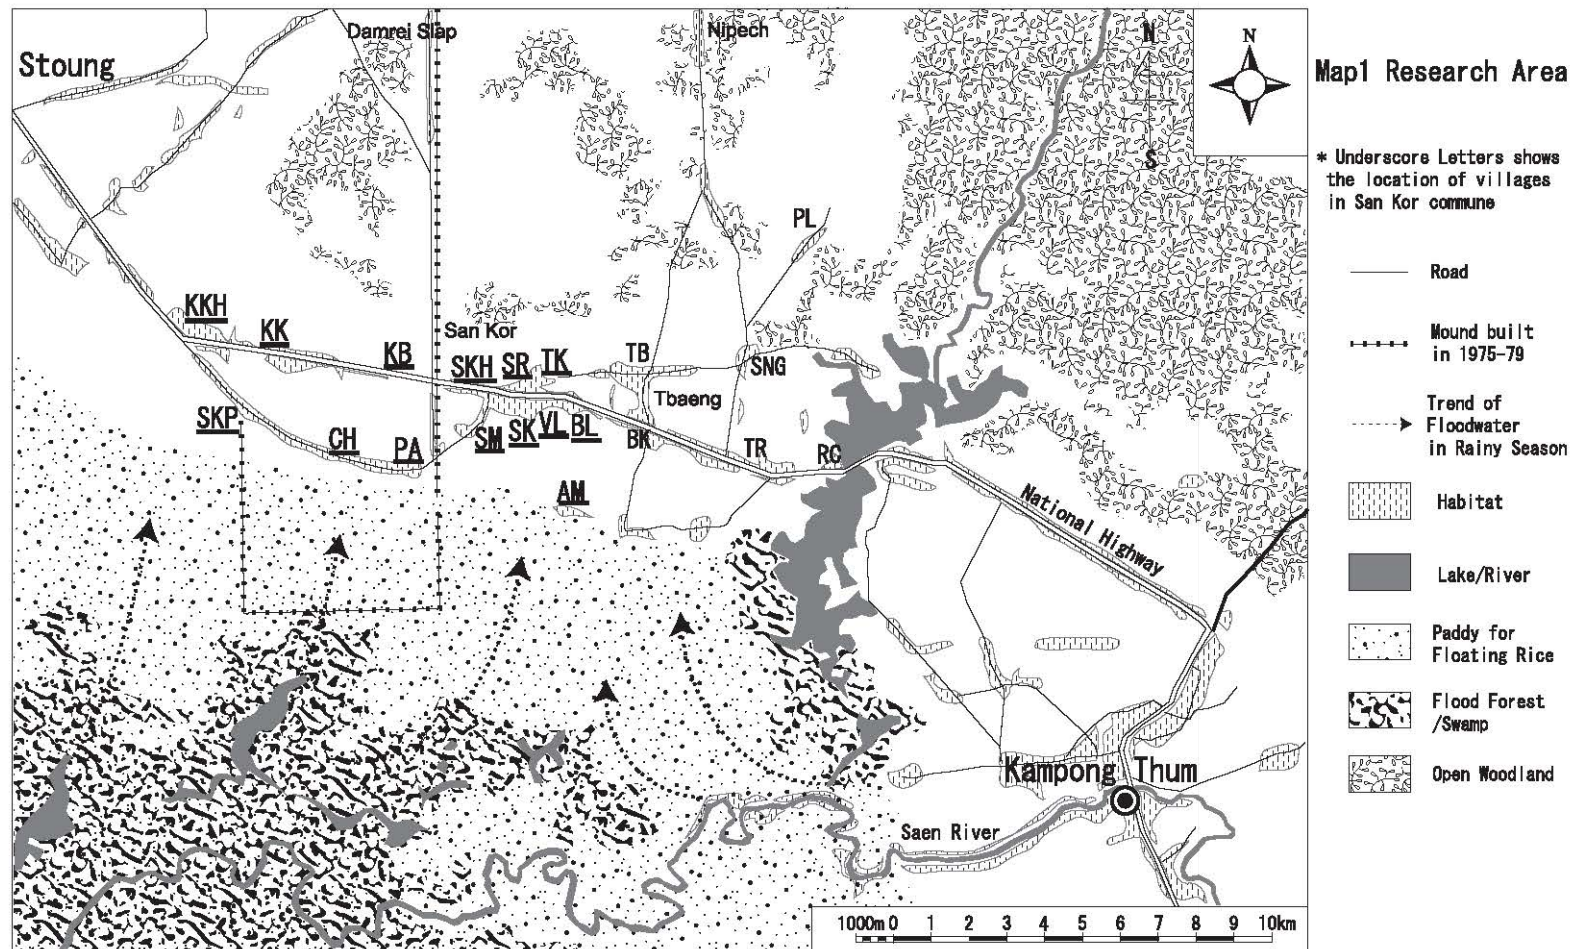 Stoung
Damrei Slap
Nipech
N
S
N
Map1 Research Area
* Underscore Letters shows
the location of villages
in San Kor commune
Road
Mound built
in 1975-79
Trend of
Floodwater
in Rainy Season
Habitat
Lake/River
Paddy for
Floating Rice
Flood Forest
/Swamp
Open Woodland
PL
KKH
KK
KB
San Kor
SKH
SR
TK
TB
SNG
Tbaeng
SKP
CH
PA
SM
SK
VL
BL
BK
TR
RC
AM
National Highway
Kampong Thum
Saen River
1000m 0 1 2 3 4 5 6 7 8 9 10km